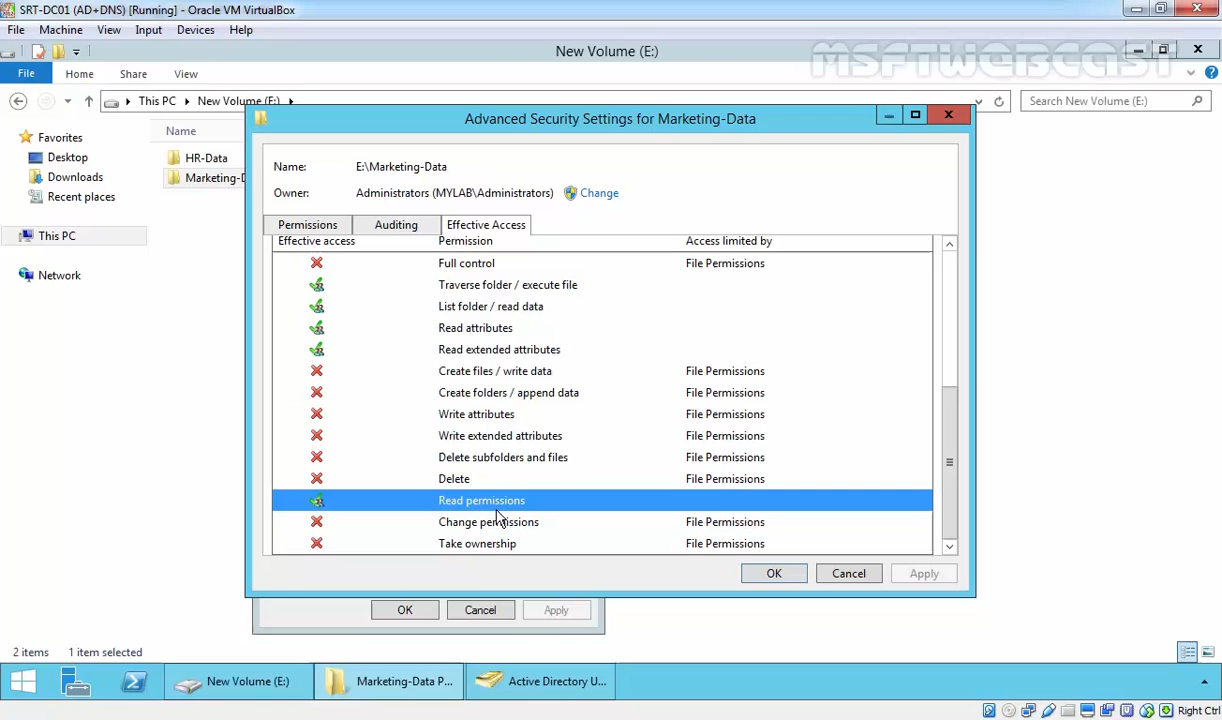 SRT-DC01 (AD+DNS) [Running] - Oracle VM VirtualBox
File Machine View Input Devices Help
New Volume (E:)
MSFTWEBCAST
File Home Share View
This PC New Volume (E:)
Search New Volume (E:)
Favorites
Desktop
Downloads
Recent places
This PC
Network
Name
HR-Data
Marketing-D
Advanced Security Settings for Marketing-Data
Name: E:\Marketing-Data
Owner: Administrators (MYLAB\Administrators) Change
Permissions Auditing Effective Access
Effective access Permission Access limited by
Full control File Permissions
Traverse folder / execute file
List folder / read data
Read attributes
Read extended attributes
Create files / write data File Permissions
Create folders / append data File Permissions
Write attributes File Permissions
Write extended attributes File Permissions
Delete subfolders and files File Permissions
Delete File Permissions
Read permissions
Change permissions File Permissions
Take ownership File Permissions
OK Cancel Apply
OK Cancel Apply
2 items 1 item selected
New Volume (E:) Marketing-Data P... Active Directory U...
Right Ctrl